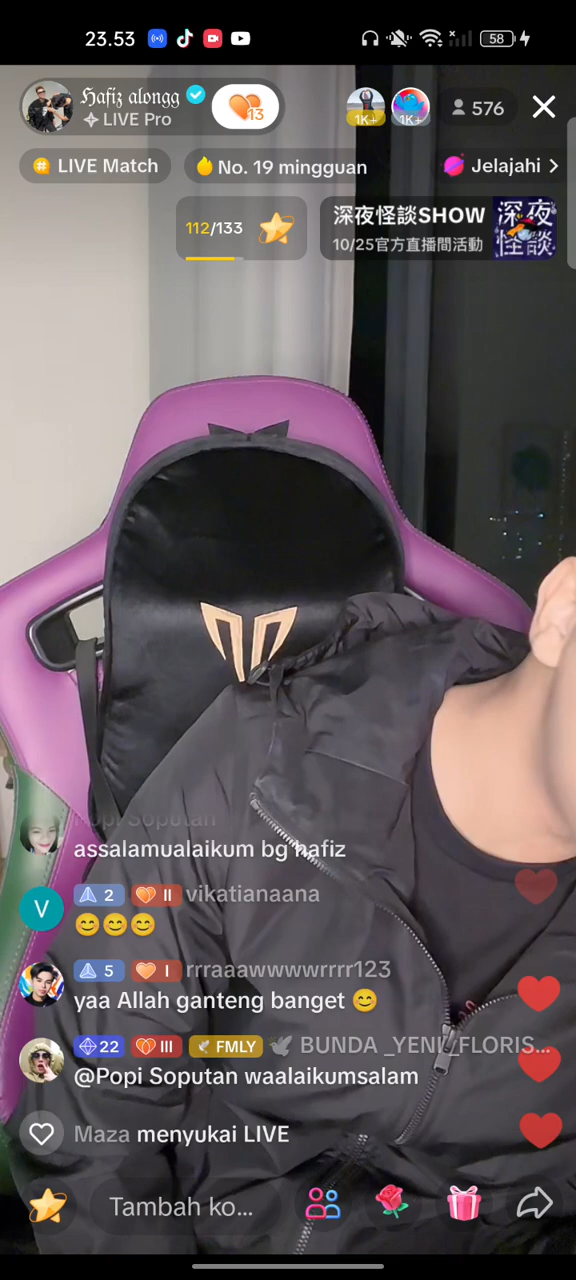 23.53
58
Hafiz alongg
LIVE Pro
13
1K+
1K+
576
LIVE Match
No. 19 mingguan
Jelajahi
112/133
深夜怪談SHOW
10/25官方直播間活動
深夜
怪談
Popi Soputan
assalamualaikum bg hafiz
V
2 II vikatianaana
😊😊😊
5 I rrraaawwwwrrrr123
yaa Allah ganteng banget 😊
22 III FMLY 🕊 BUNDA _YENI_FLORIS...
@Popi Soputan waalaikumsalam
Maza menyukai LIVE
Tambah ko...